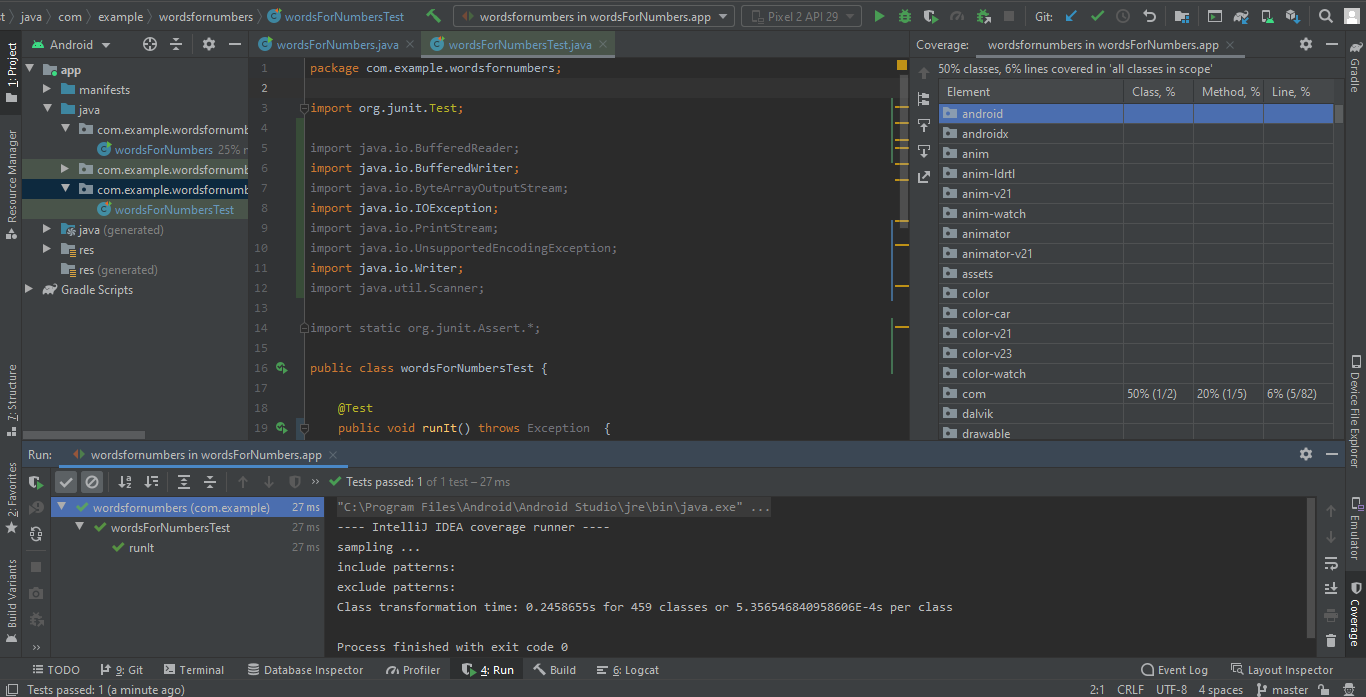 java com example wordsfornumbers wordsForNumbersTest wordsfornumbers in wordsForNumbers.app Pixel 2 API 29 Git:
1: Project
Resource Manager
7: Structure
2: Favorites
Build Variants
Android
app
manifests
java
com.example.wordsfornumb
wordsForNumbers 25%
com.example.wordsfornumb
com.example.wordsfornumb
wordsForNumbersTest
java (generated)
res
res (generated)
Gradle Scripts
wordsForNumbers.java wordsForNumbersTest.java
1 package com.example.wordsfornumbers;
2
3 import org.junit.Test;
4
5 import java.io.BufferedReader;
6 import java.io.BufferedWriter;
7 import java.io.ByteArrayOutputStream;
8 import java.io.IOException;
9 import java.io.PrintStream;
10 import java.io.UnsupportedEncodingException;
11 import java.io.Writer;
12 import java.util.Scanner;
13
14 import static org.junit.Assert.*;
15
16 public class wordsForNumbersTest {
17
18 @Test
19 public void runIt() throws Exception {
Coverage: wordsfornumbers in wordsForNumbers.app
50% classes, 6% lines covered in 'all classes in scope'
Element Class, % Method, % Line, %
android
androidx
anim
anim-ldrtl
anim-v21
anim-watch
animator
animator-v21
assets
color
color-car
color-v21
color-v23
color-watch
com 50% (1/2) 20% (1/5) 6% (5/82)
dalvik
drawable
Gradle
Device File Explorer
Emulator
Coverage
Run: wordsfornumbers in wordsForNumbers.app
Tests passed: 1 of 1 test – 27 ms
wordsfornumbers (com.example) 27 ms
wordsForNumbersTest 27 ms
runIt 27 ms
"C:\Program Files\Android\Android Studio\jre\bin\java.exe" ...
---- IntelliJ IDEA coverage runner ----
sampling ...
include patterns:
exclude patterns:
Class transformation time: 0.2458655s for 459 classes or 5.356546840958606E-4s per class
Process finished with exit code 0
TODO 9: Git Terminal Database Inspector Profiler 4: Run Build 6: Logcat Event Log Layout Inspector
Tests passed: 1 (a minute ago) 2:1 CRLF UTF-8 4 spaces master